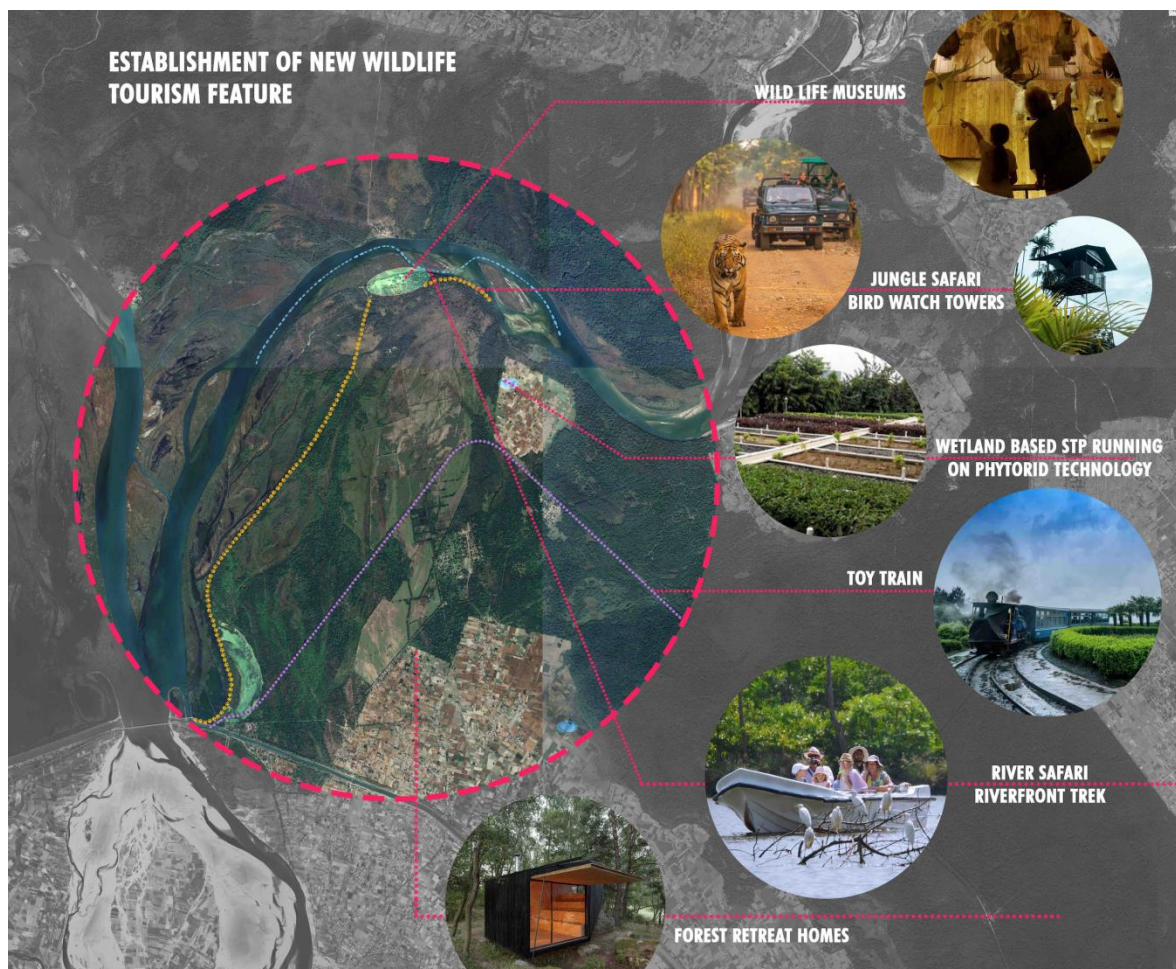 ESTABLISHMENT OF NEW WILDLIFE
TOURISM FEATURE
WILD LIFE MUSEUMS
JUNGLE SAFARI
BIRD WATCH TOWERS
WETLAND BASED STP RUNNING
ON PHYTORID TECHNOLOGY
TOY TRAIN
RIVER SAFARI
RIVERFRONT TREK
FOREST RETREAT HOMES